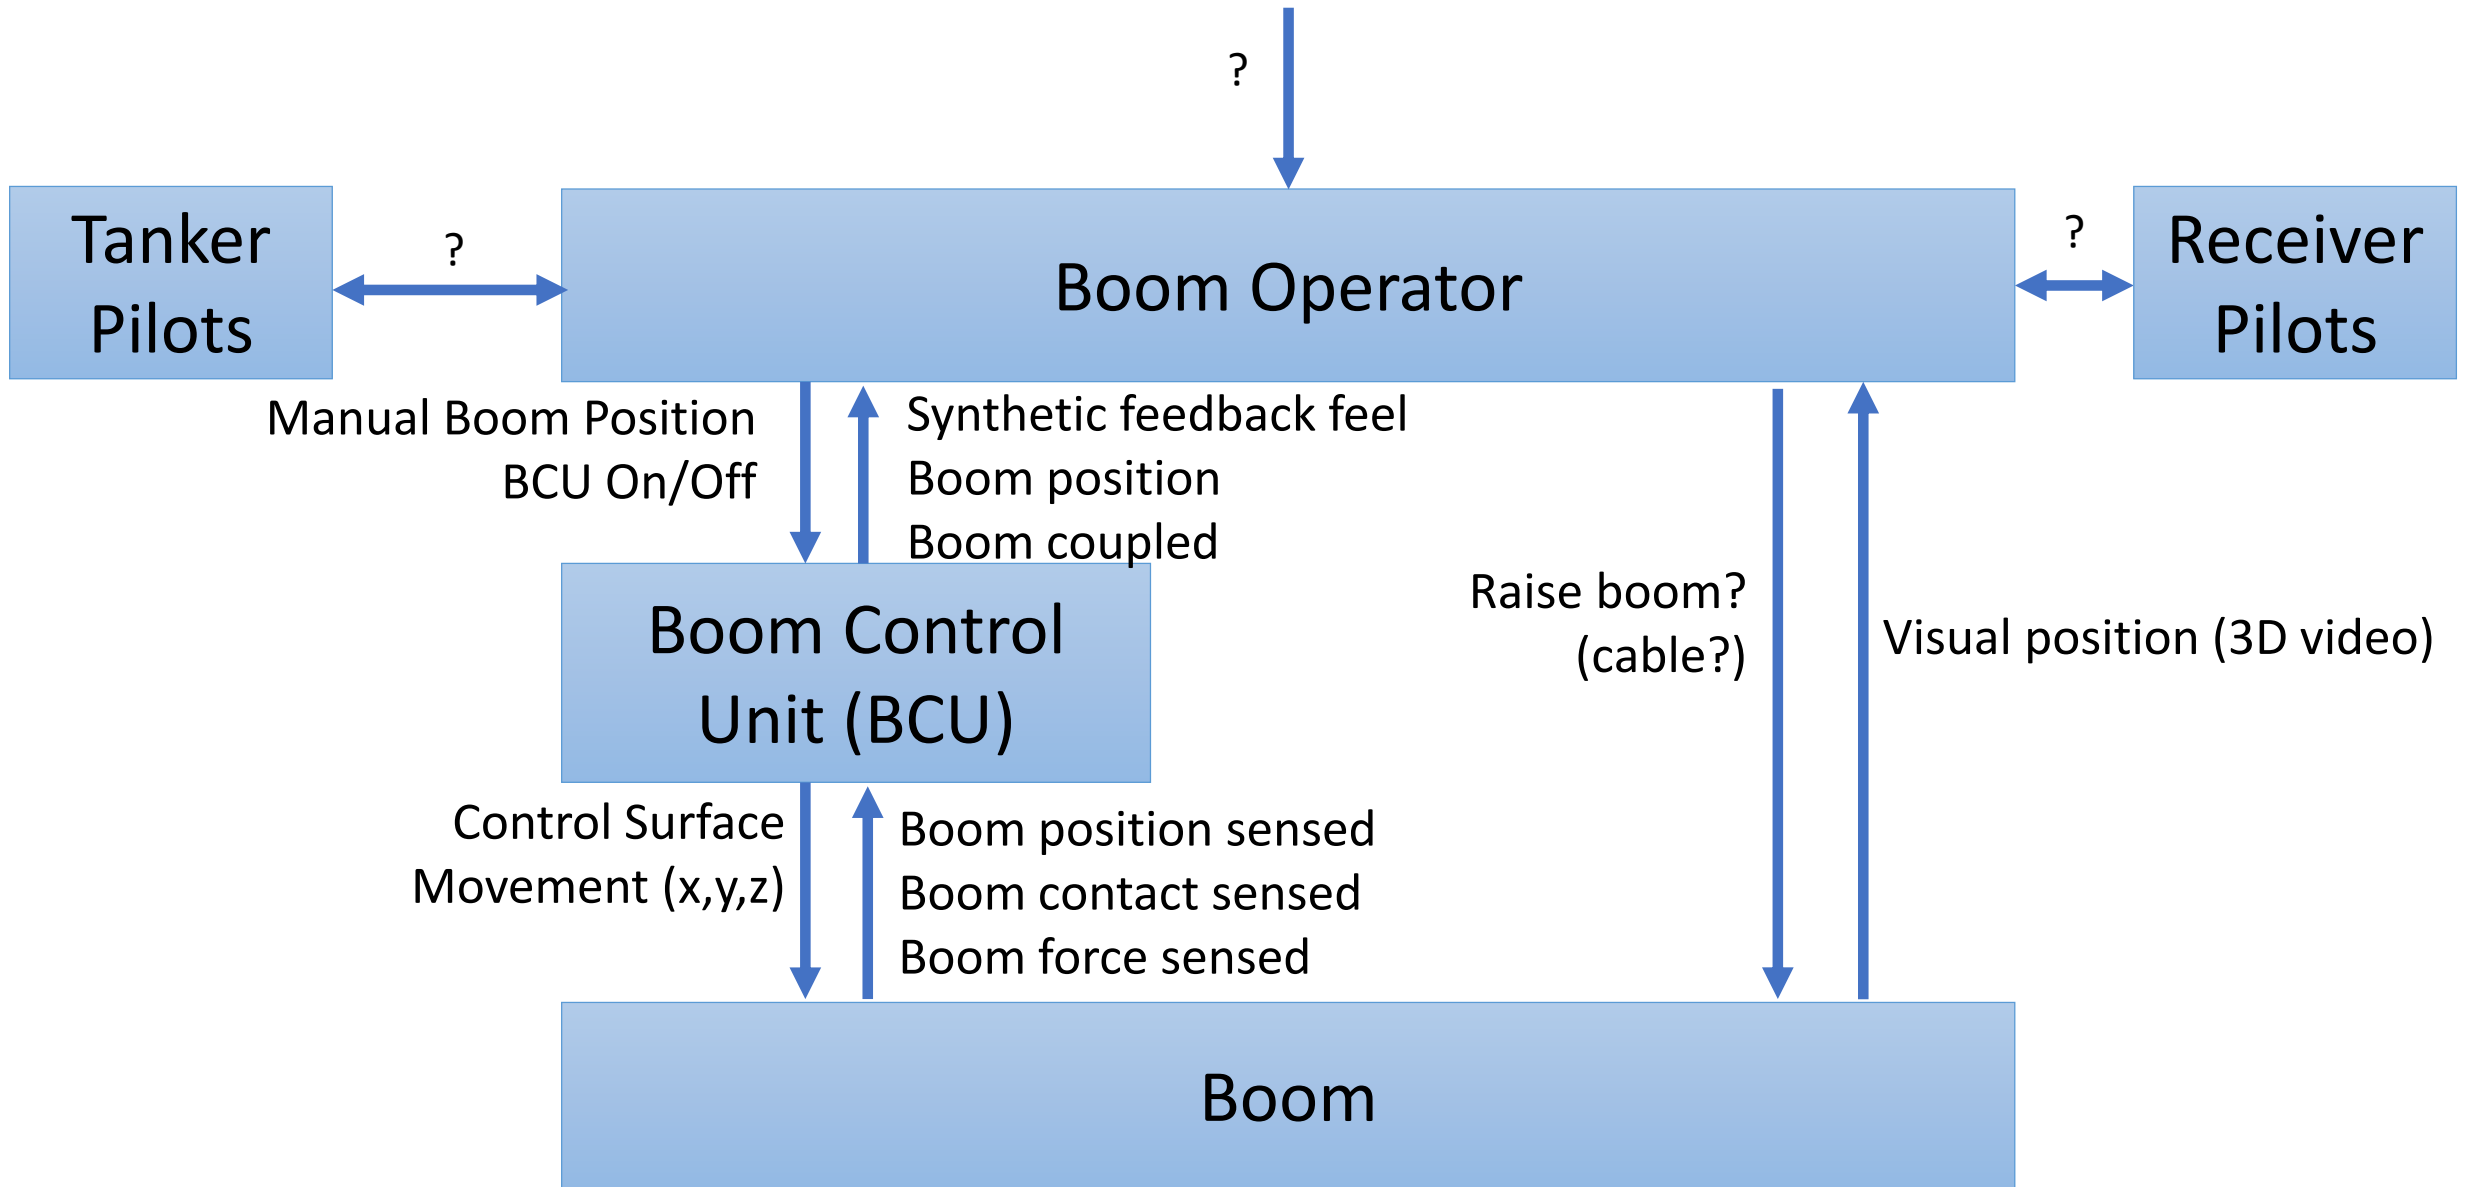 ?
Tanker
Pilots
?
Boom Operator
?
Receiver
Pilots
Manual Boom Position
BCU On/Off
Synthetic feedback feel
Boom position
Boom coupled
Raise boom?
(cable?)
Visual position (3D video)
Boom Control
Unit (BCU)
Control Surface
Movement (x,y,z)
Boom position sensed
Boom contact sensed
Boom force sensed
Boom